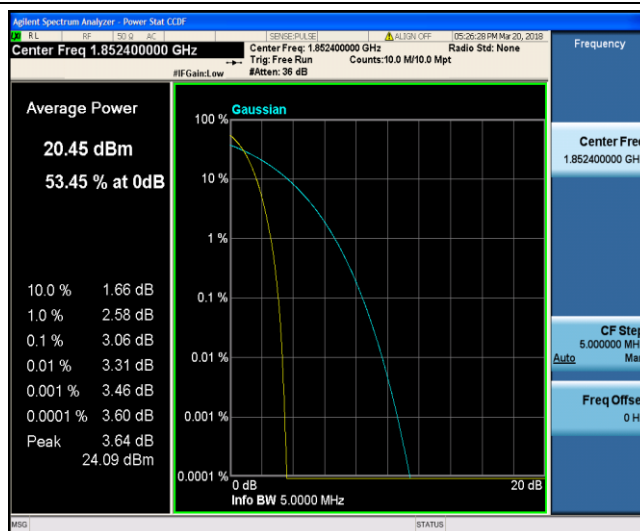 Agilent Spectrum Analyzer - Power Stat CCDF
RL RF 50 Ω AC SENSE:PULSE ALIGN OFF 05:26:28 PM Mar 20, 2018
Center Freq 1.852400000 GHz
Center Freq: 1.852400000 GHz Radio Std: None
Trig: Free Run Counts:10.0 M/10.0 Mpt
#IFGain:Low #Atten: 36 dB
Frequency
Average Power
20.45 dBm
53.45 % at 0dB
10.0 % 1.66 dB
1.0 % 2.58 dB
0.1 % 3.06 dB
0.01 % 3.31 dB
0.001 % 3.46 dB
0.0001 % 3.60 dB
Peak 3.64 dB
24.09 dBm
Gaussian
100 %
10 %
1 %
0.1 %
0.01 %
0.001 %
0.0001 %
0 dB 20 dB
Info BW 5.0000 MHz
Center Fre
1.852400000 GH
CF Ste
5.000000 MH
Auto Ma
Freq Offse
0 H
MSG STATUS